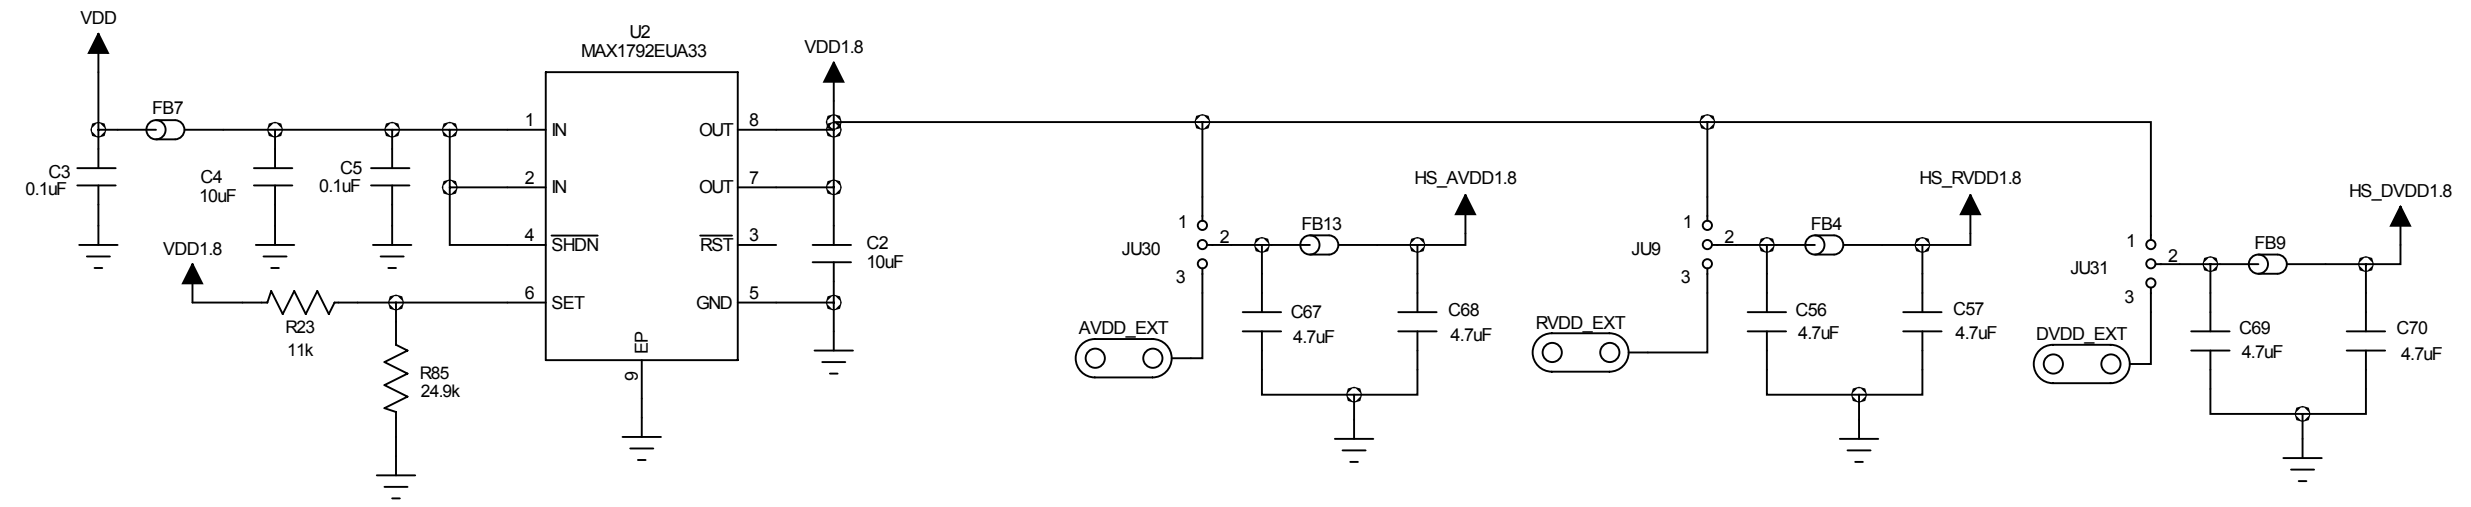 VDD
FB7
C3
0.1uF
C4
10uF
C5
0.1uF
VDD1.8
R23
11k
R85
24.9k
U2
MAX1792EUA33
1
IN
2
IN
4
SHDN
6
SET
EP
9
OUT
8
OUT
7
RST
3
GND
5
VDD1.8
C2
10uF
JU30
1
2
3
AVDD_EXT
FB13
HS_AVDD1.8
C67
4.7uF
C68
4.7uF
JU9
1
2
3
RVDD_EXT
FB4
HS_RVDD1.8
C56
4.7uF
C57
4.7uF
JU31
1
2
3
DVDD_EXT
FB9
HS_DVDD1.8
C69
4.7uF
C70
4.7uF